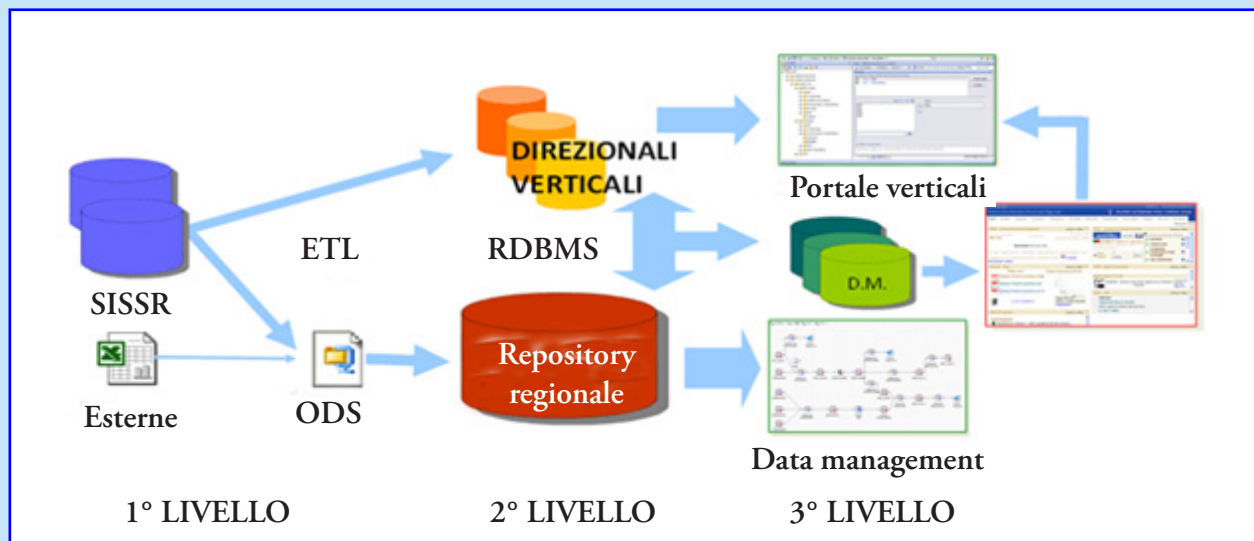 DIREZIONALI
VERTICALI
Portale verticali
ETL
RDBMS
SISSR
D.M.
Repository
regionale
Esterne
ODS
Data management
1° LIVELLO
2° LIVELLO
3° LIVELLO